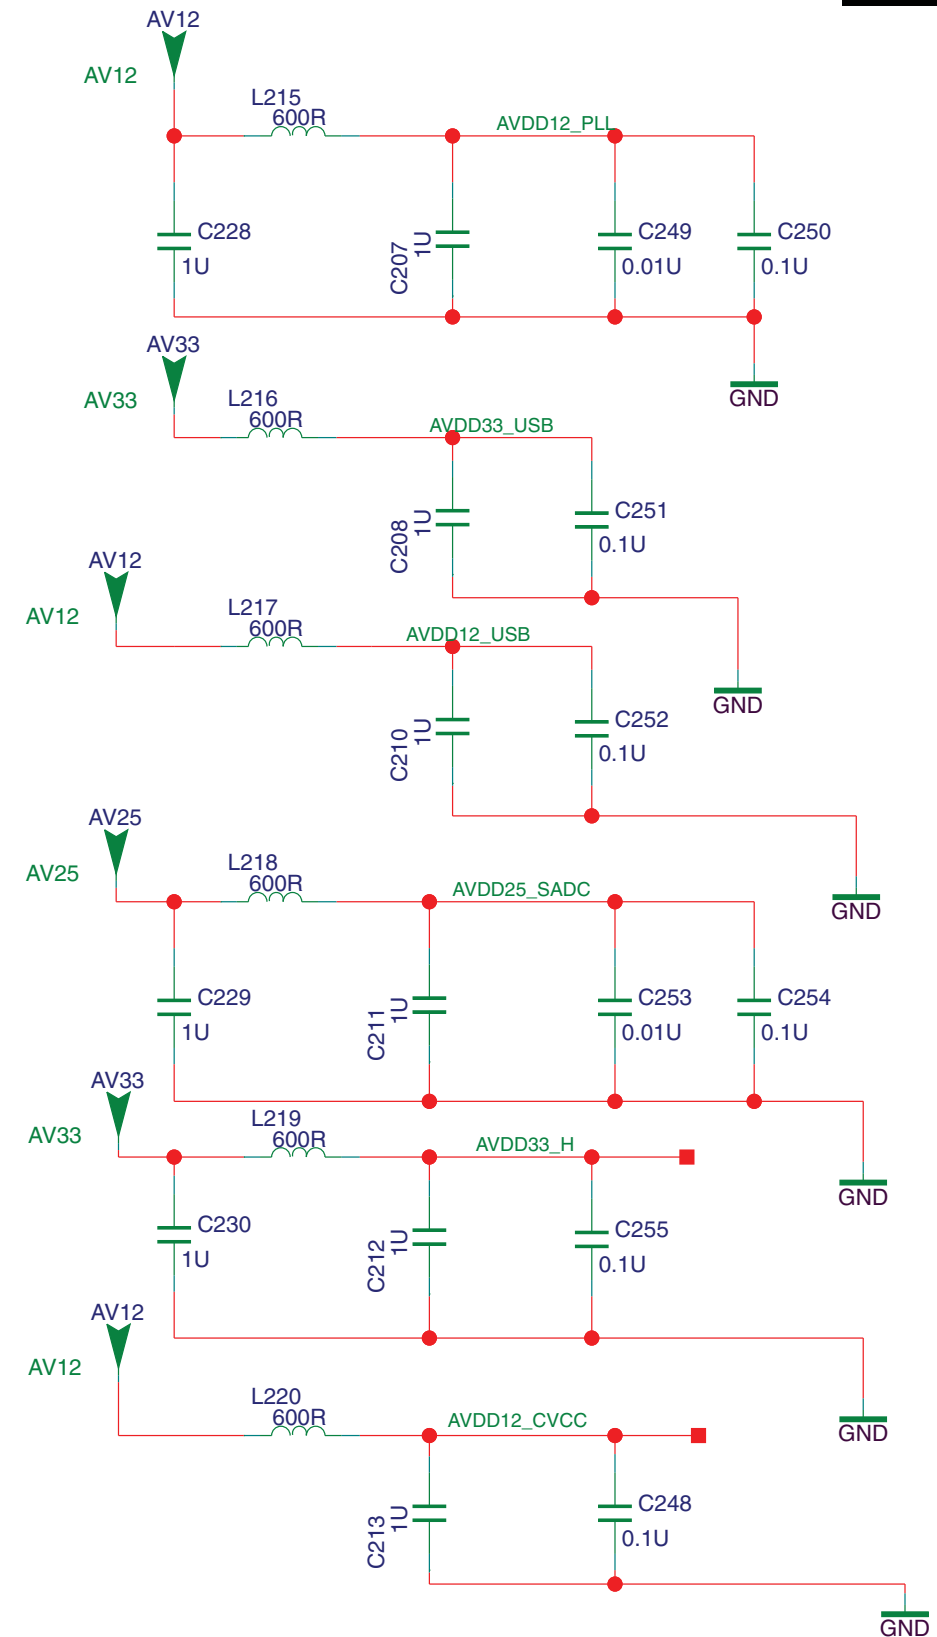 AV12
AV12
L215
600R
AVDD12_PLL
C228
1U
C207
1U
C249
0.01U
C250
0.1U
GND
AV33
AV33
L216
600R
AVDD33_USB
C208
1U
C251
0.1U
GND
AV12
AV12
L217
600R
AVDD12_USB
C210
1U
C252
0.1U
GND
AV25
AV25
L218
600R
AVDD25_SADC
C229
1U
C211
1U
C253
0.01U
C254
0.1U
GND
AV33
AV33
L219
600R
AVDD33_H
C230
1U
C212
1U
C255
0.1U
GND
AV12
AV12
L220
600R
AVDD12_CVCC
C213
1U
C248
0.1U
GND